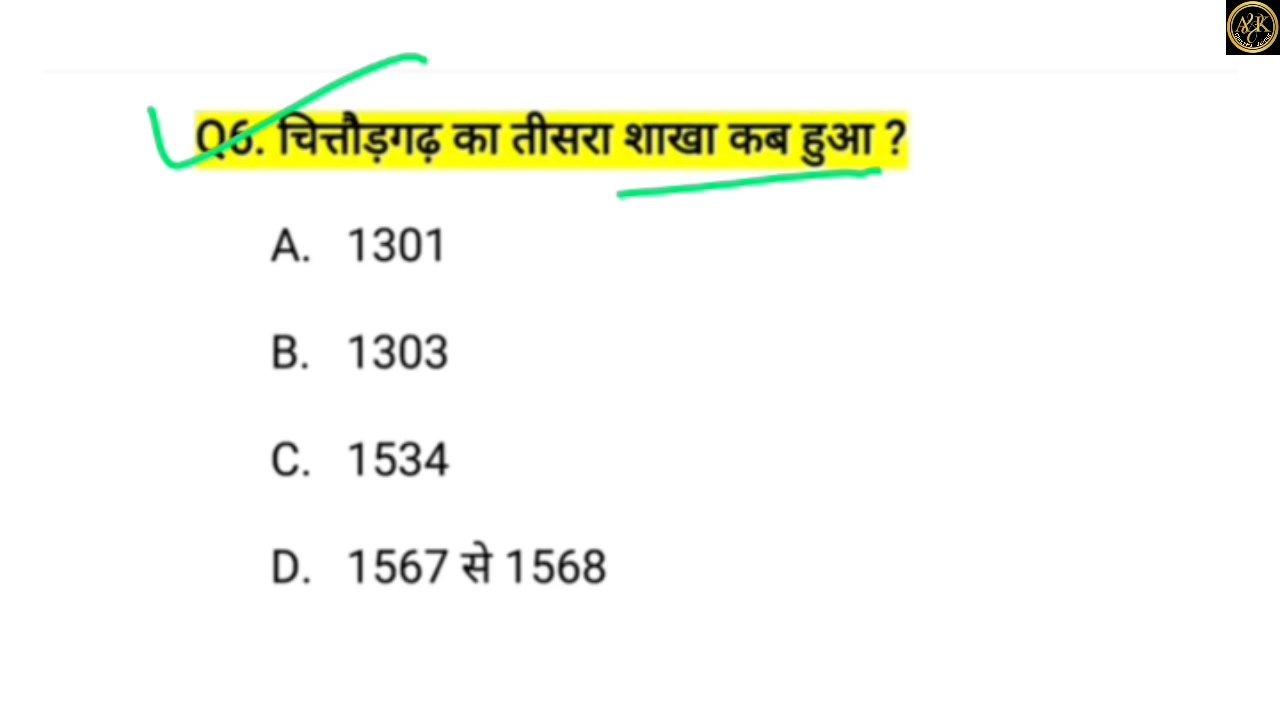 Q6. चित्तौड़गढ़ का तीसरा शाखा कब हुआ ?
A. 1301
B. 1303
C. 1534
D. 1567 से 1568